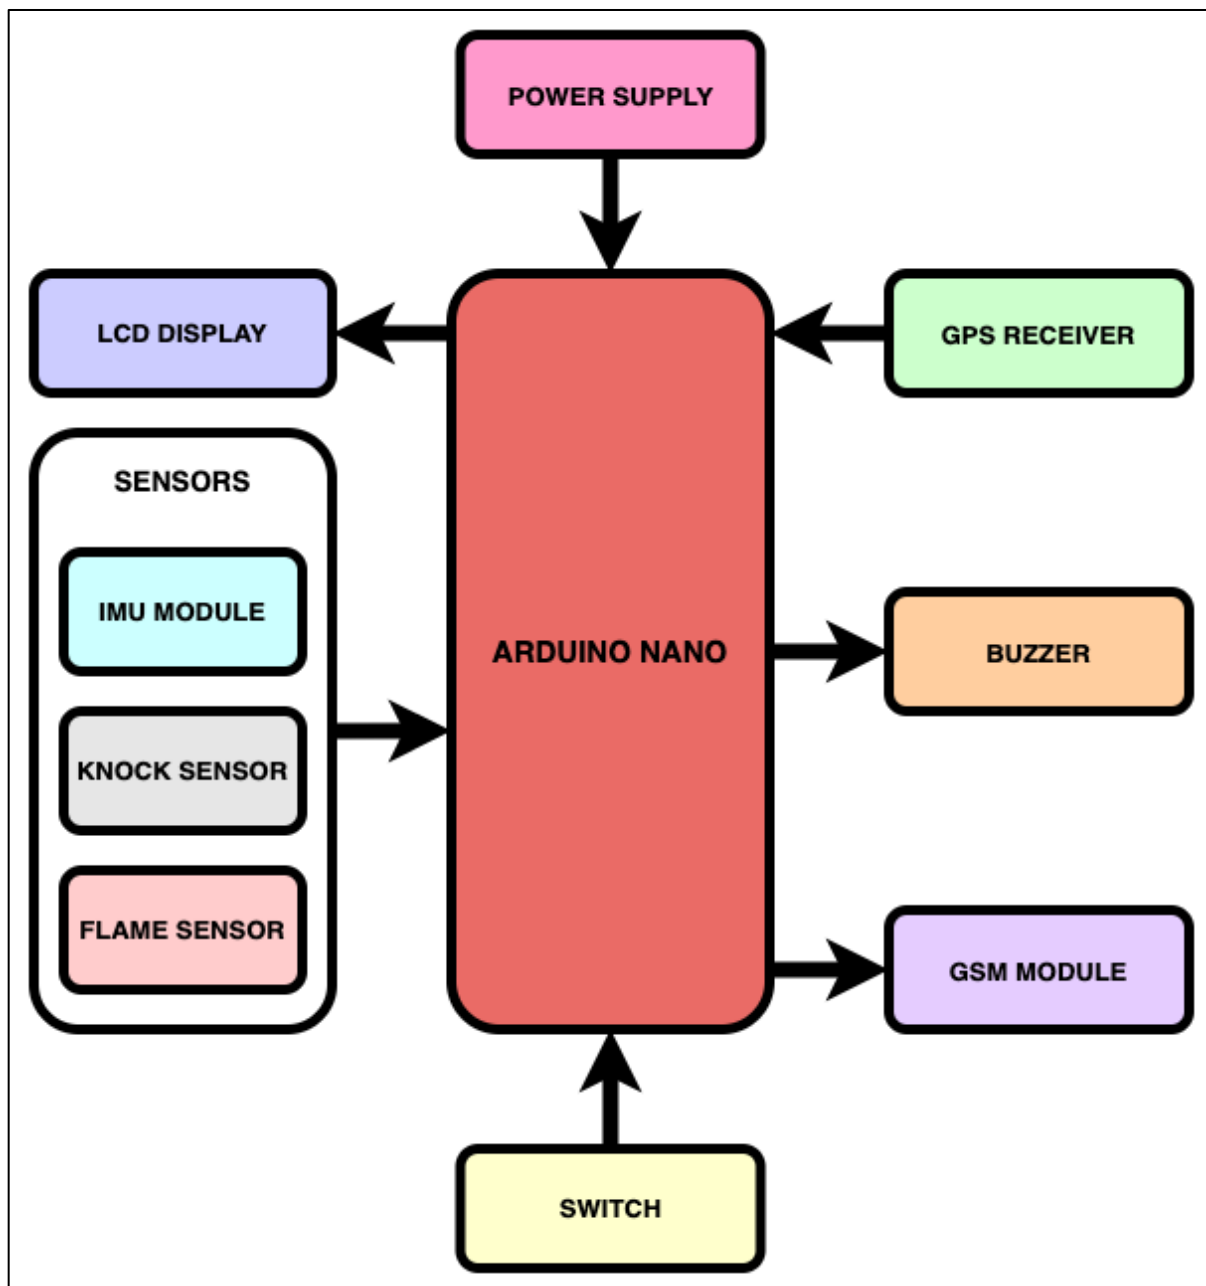 POWER SUPPLY
LCD DISPLAY
GPS RECEIVER
SENSORS
IMU MODULE
KNOCK SENSOR
FLAME SENSOR
ARDUINO NANO
BUZZER
GSM MODULE
SWITCH